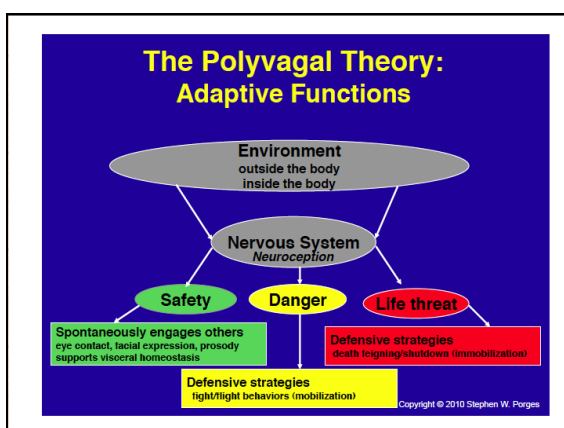 The Polyvagal Theory:
Adaptive Functions
Environment
outside the body
inside the body
Nervous System
Neuroception
Safety
Danger
Life threat
Spontaneously engages others
eye contact, facial expression, prosody
supports visceral homeostasis
Defensive strategies
death feigning/shutdown (immobilization)
Defensive strategies
fight/flight behaviors (mobilization)
Copyright © 2010 Stephen W. Porges